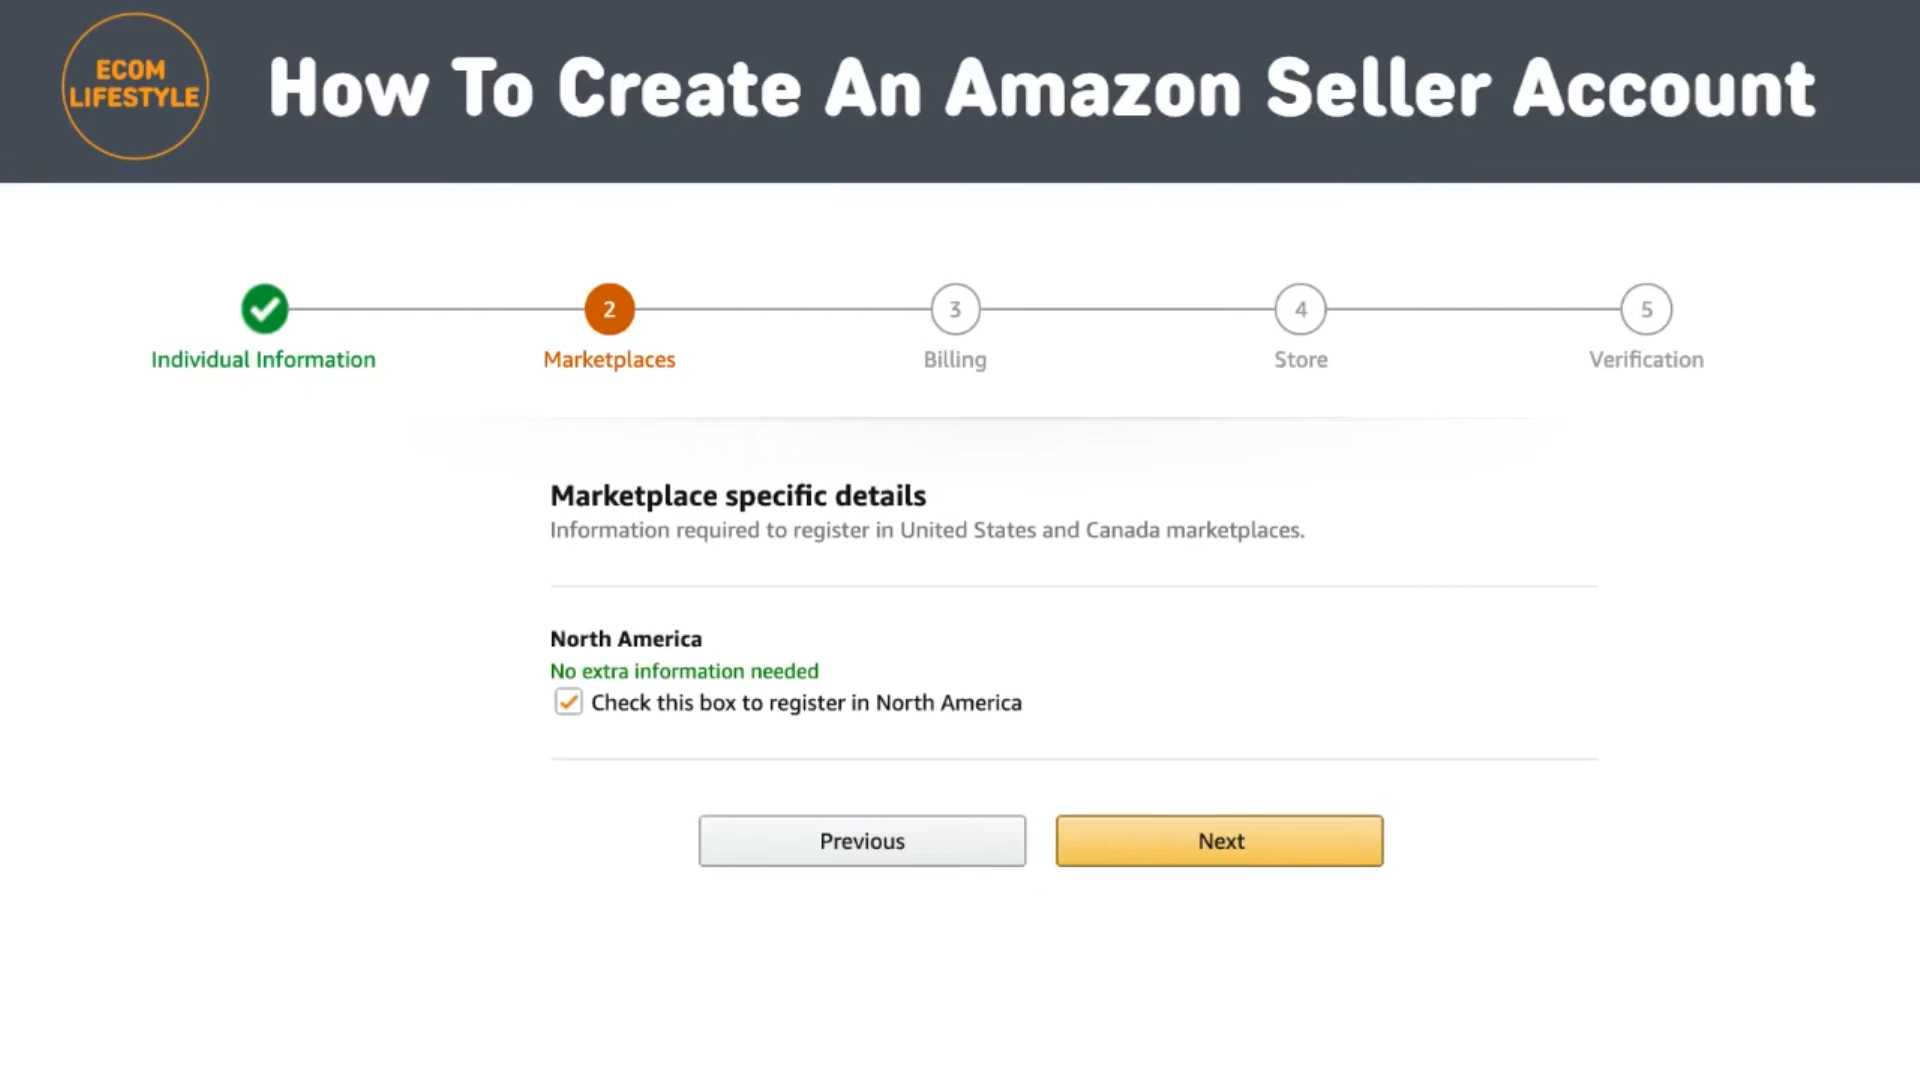 ECOM
LIFESTYLE
How To Create An Amazon Seller Account
2
3
4
5
Individual Information
Marketplaces
Billing
Store
Verification
Marketplace specific details
Information required to register in United States and Canada marketplaces.
North America
No extra information needed
Check this box to register in North America
Previous
Next